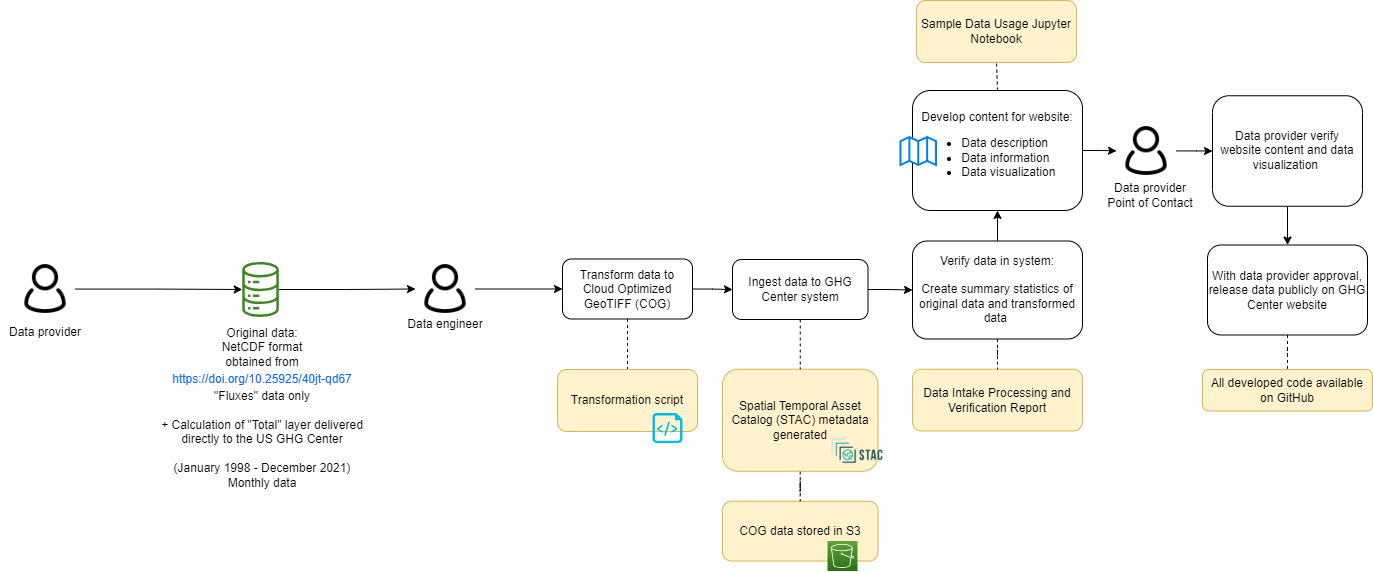 Sample Data Usage Jupyter
Notebook
Develop content for website:
Data description
Data information
Data visualization
Data provider
Point of Contact
Data provider verify
website content and data
visualization
Data provider
Original data:
NetCDF format
obtained from
https://doi.org/10.25925/40jt-qd67
"Fluxes" data only
+ Calculation of "Total" layer delivered
directly to the US GHG Center
(January 1998 - December 2021)
Monthly data
Data engineer
Transform data to
Cloud Optimized
GeoTIFF (COG)
Ingest data to GHG
Center system
Verify data in system:
Create summary statistics of
original data and transformed
data
With data provider approval,
release data publicly on GHG
Center website
Transformation script
</>
Spatial Temporal Asset
Catalog (STAC) metadata
generated
STAC
Data Intake Processing and
Verification Report
All developed code available
on GitHub
COG data stored in S3